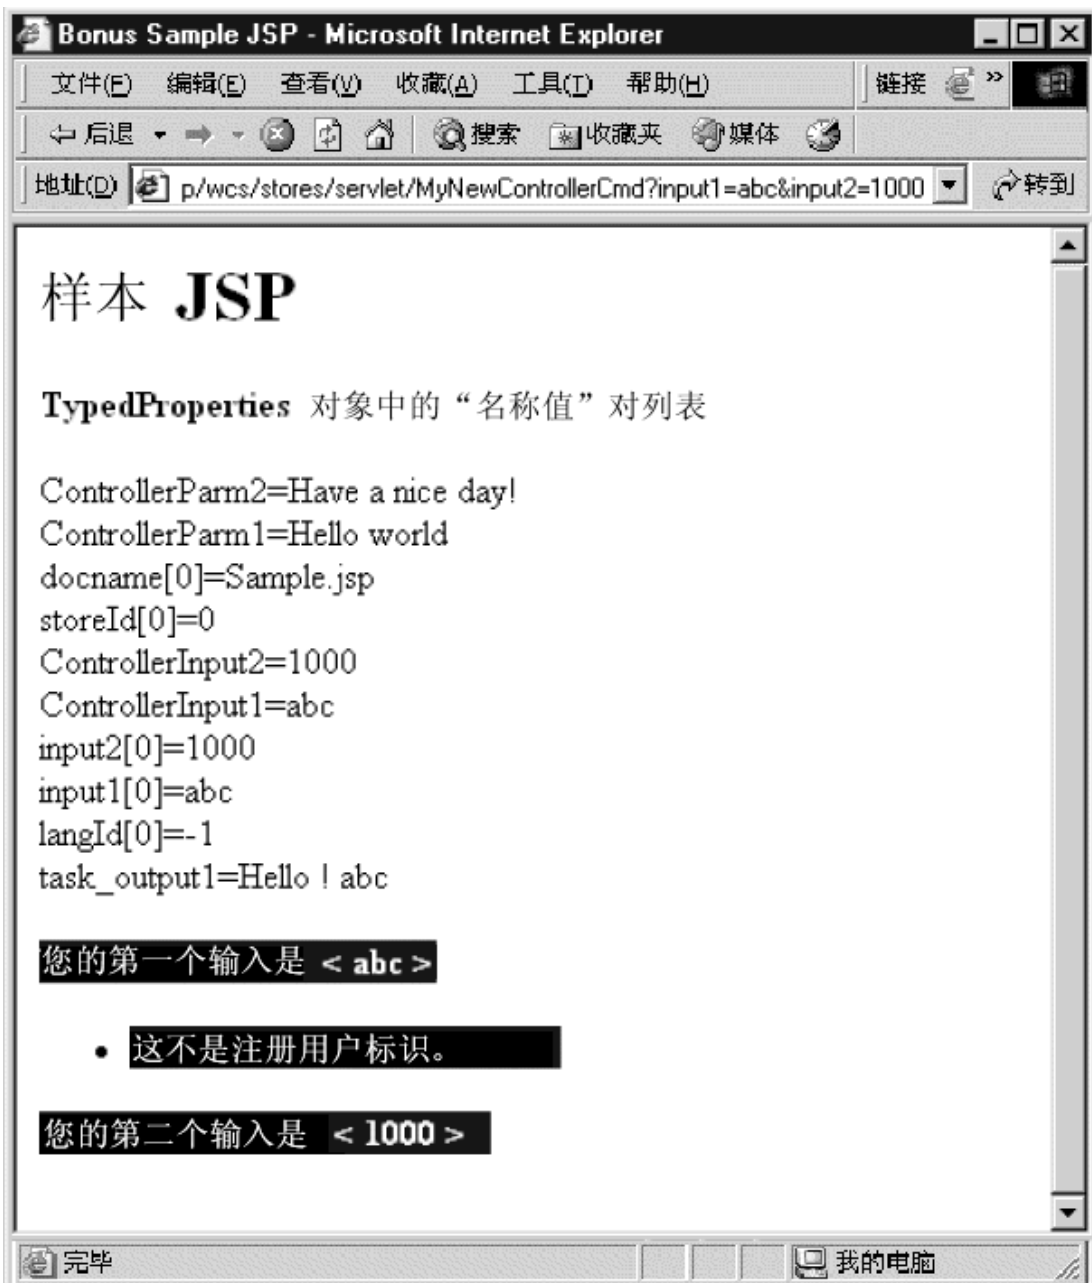 Bonus Sample JSP - Microsoft Internet Explorer
文件(F) 编辑(E) 查看(V) 收藏(A) 工具(T) 帮助(H) 链接 »
后退 搜索 收藏夹 媒体
地址(D) p/wcs/stores/servlet/MyNewControllerCmd?input1=abc&input2=1000 转到
样本 JSP
TypedProperties 对象中的“名称值”对列表
ControllerParm2=Have a nice day!
ControllerParm1=Hello world
docname[0]=Sample.jsp
storeId[0]=0
ControllerInput2=1000
ControllerInput1=abc
input2[0]=1000
input1[0]=abc
langId[0]=-1
task_output1=Hello ! abc
您的第一个输入是 < abc >
• 这不是注册用户标识。
您的第二个输入是 < 1000 >
完毕 我的电脑